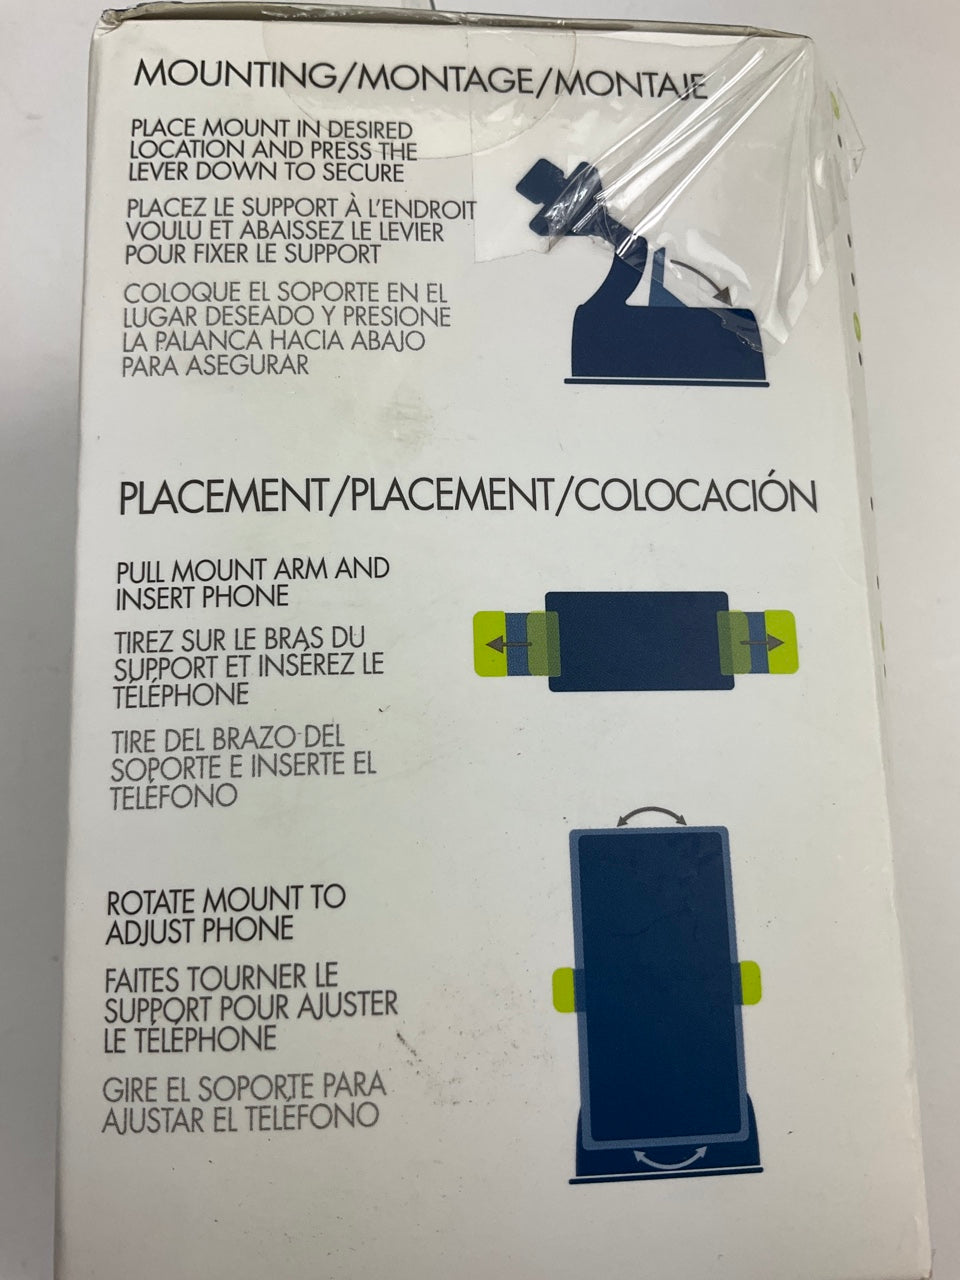 MOUNTING/MONTAGE/MONTAJE
PLACE MOUNT IN DESIRED
LOCATION AND PRESS THE
LEVER DOWN TO SECURE
PLACEZ LE SUPPORT À L'ENDROIT
VOULU ET ABAISSEZ LE LEVIER
POUR FIXER LE SUPPORT
COLOQUE EL SOPORTE EN EL
LUGAR DESEADO Y PRESIONE
LA PALANCA HACIA ABAJO
PARA ASEGURAR
PLACEMENT/PLACEMENT/COLOCACIÓN
PULL MOUNT ARM AND
INSERT PHONE
TIREZ SUR LE BRAS DU
SUPPORT ET INSÉREZ LE
TÉLÉPHONE
TIRE DEL BRAZO DEL
SOPORTE E INSERTE EL
TELÉFONO
ROTATE MOUNT TO
ADJUST PHONE
FAITES TOURNER LE
SUPPORT POUR AJUSTER
LE TÉLÉPHONE
GIRE EL SOPORTE PARA
AJUSTAR EL TELÉFONO